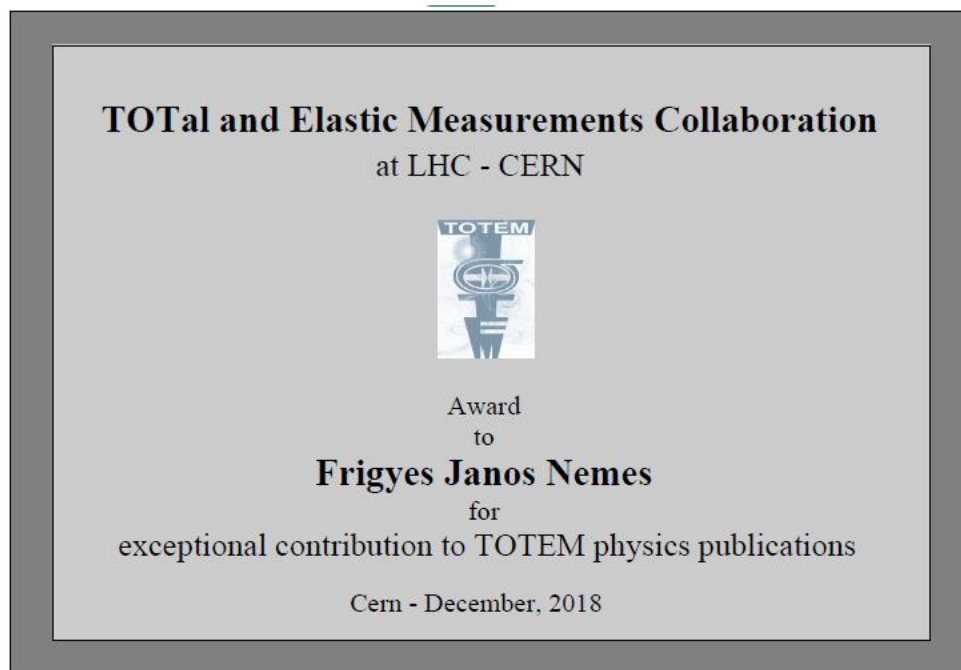 TOTal and Elastic Measurements Collaboration
at LHC - CERN
TOTEM
Award
to
Frigyes Janos Nemes
for
exceptional contribution to TOTEM physics publications
Cern - December, 2018